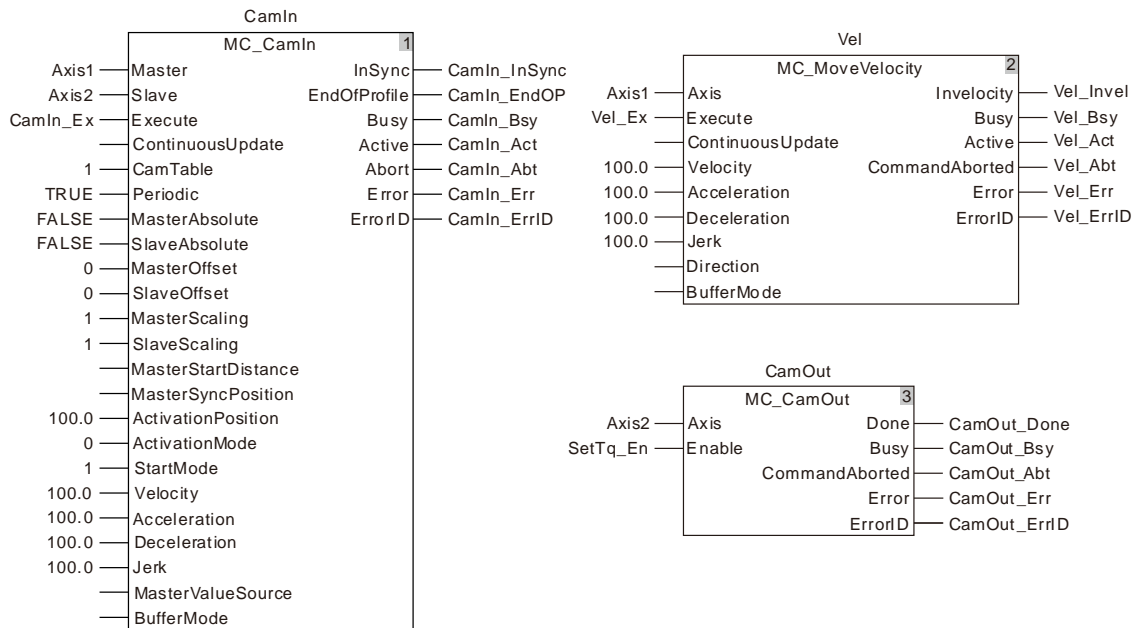 CamIn
MC_CamIn 1
Axis1 Master InSync CamIn_InSync
Axis2 Slave EndOfProfile CamIn_EndOP
CamIn_Ex Execute Busy CamIn_Bsy
ContinuousUpdate Active CamIn_Act
1 CamTable Abort CamIn_Abt
TRUE Periodic Error CamIn_Err
FALSE MasterAbsolute ErrorID CamIn_ErrID
FALSE SlaveAbsolute
0 MasterOffset
0 SlaveOffset
1 MasterScaling
1 SlaveScaling
MasterStartDistance
MasterSyncPosition
100.0 ActivationPosition
0 ActivationMode
1 StartMode
100.0 Velocity
100.0 Acceleration
100.0 Deceleration
100.0 Jerk
MasterValueSource
BufferMode
Vel
MC_MoveVelocity 2
Axis1 Axis Invelocity Vel_Invel
Vel_Ex Execute Busy Vel_Bsy
ContinuousUpdate Active Vel_Act
100.0 Velocity CommandAborted Vel_Abt
100.0 Acceleration Error Vel_Err
100.0 Deceleration ErrorID Vel_ErrID
100.0 Jerk
Direction
BufferMode
CamOut
MC_CamOut 3
Axis2 Axis Done CamOut_Done
SetTq_En Enable Busy CamOut_Bsy
CommandAborted CamOut_Abt
Error CamOut_Err
ErrorID CamOut_ErrID